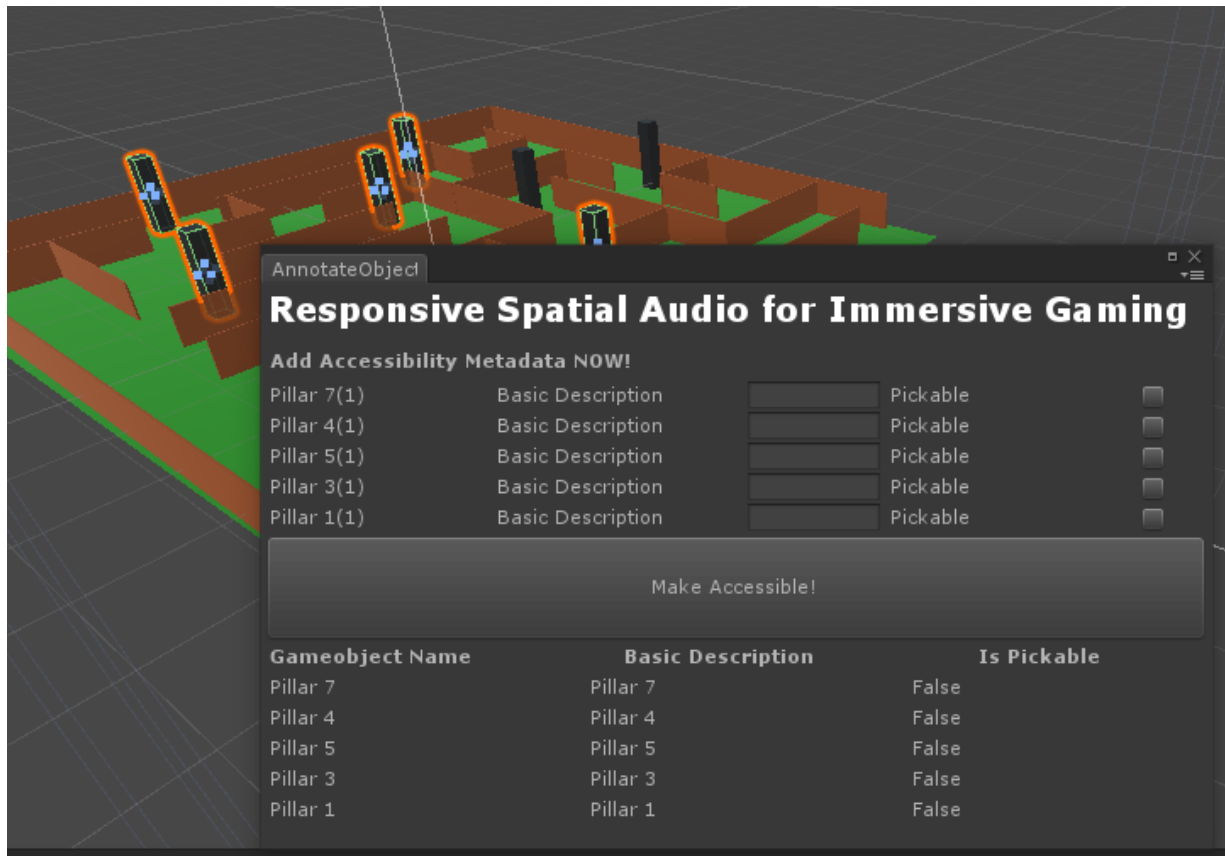 AnnotateObject
Responsive Spatial Audio for Immersive Gaming
Add Accessibility Metadata NOW!
Pillar 7(1) Basic Description Pickable
Pillar 4(1) Basic Description Pickable
Pillar 5(1) Basic Description Pickable
Pillar 3(1) Basic Description Pickable
Pillar 1(1) Basic Description Pickable
Make Accessible!
Gameobject Name Basic Description Is Pickable
Pillar 7 Pillar 7 False
Pillar 4 Pillar 4 False
Pillar 5 Pillar 5 False
Pillar 3 Pillar 3 False
Pillar 1 Pillar 1 False